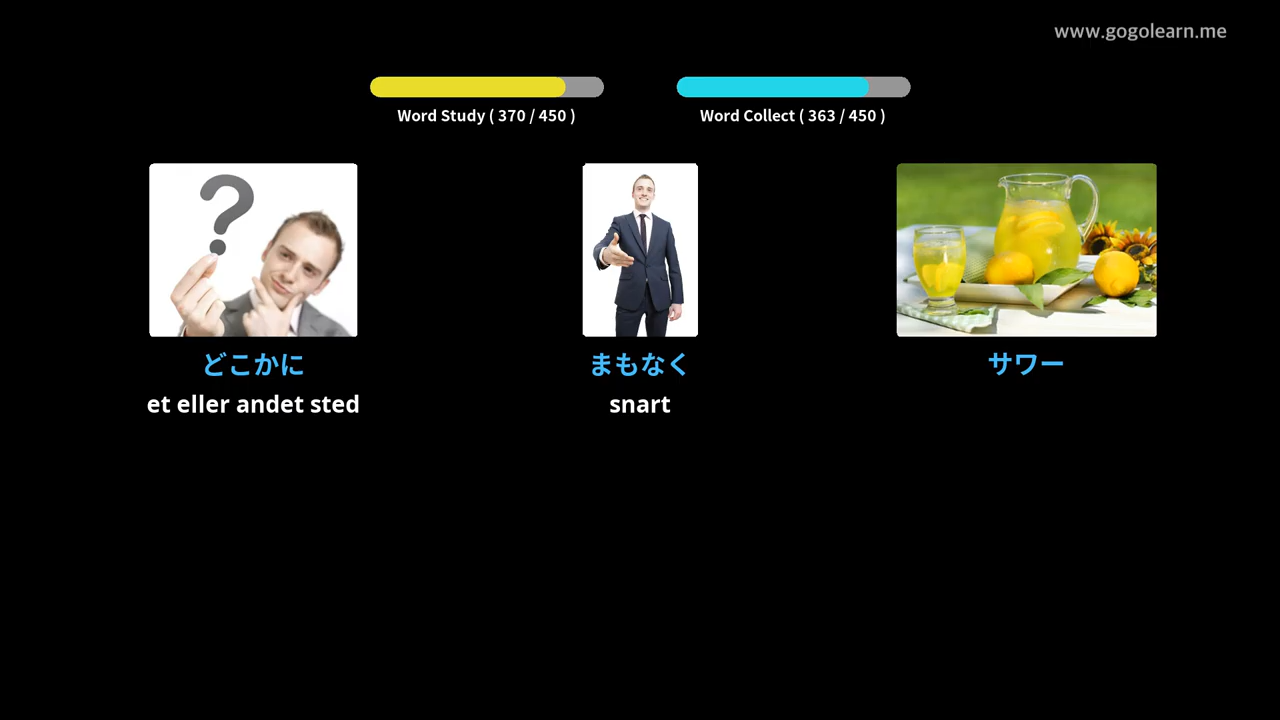 www.gogolearn.me
Word Study ( 370 / 450 )
Word Collect ( 363 / 450 )
どこかに
まもなく
サワー
et eller andet sted
snart